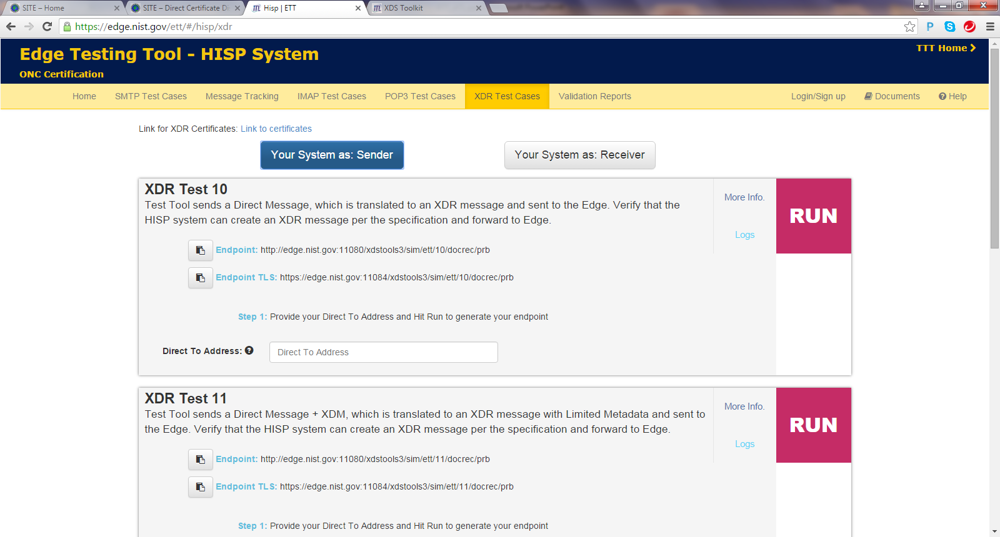 SITE – Home
SITE – Direct Certificate Di
Hisp | ETT
XDS Toolkit
https://edge.nist.gov/ett/#/hisp/xdr
Edge Testing Tool - HISP System
TTT Home
ONC Certification
Home
SMTP Test Cases
Message Tracking
IMAP Test Cases
POP3 Test Cases
XDR Test Cases
Validation Reports
Login/Sign up
Documents
Help
Link for XDR Certificates: Link to certificates
Your System as: Sender
Your System as: Receiver
XDR Test 10
Test Tool sends a Direct Message, which is translated to an XDR message and sent to the Edge. Verify that the
HISP system can create an XDR message per the specification and forward to Edge.
More Info.
Logs
RUN
Endpoint: http://edge.nist.gov:11080/xdstools3/sim/ett/10/docrec/prb
Endpoint TLS: https://edge.nist.gov:11084/xdstools3/sim/ett/10/docrec/prb
Step 1: Provide your Direct To Address and Hit Run to generate your endpoint
Direct To Address:
Direct To Address
XDR Test 11
Test Tool sends a Direct Message + XDM, which is translated to an XDR message with Limited Metadata and sent to
the Edge. Verify that the HISP system can create an XDR message per the specification and forward to Edge.
More Info.
Logs
RUN
Endpoint: http://edge.nist.gov:11080/xdstools3/sim/ett/11/docrec/prb
Endpoint TLS: https://edge.nist.gov:11084/xdstools3/sim/ett/11/docrec/prb
Step 1: Provide your Direct To Address and Hit Run to generate your endpoint